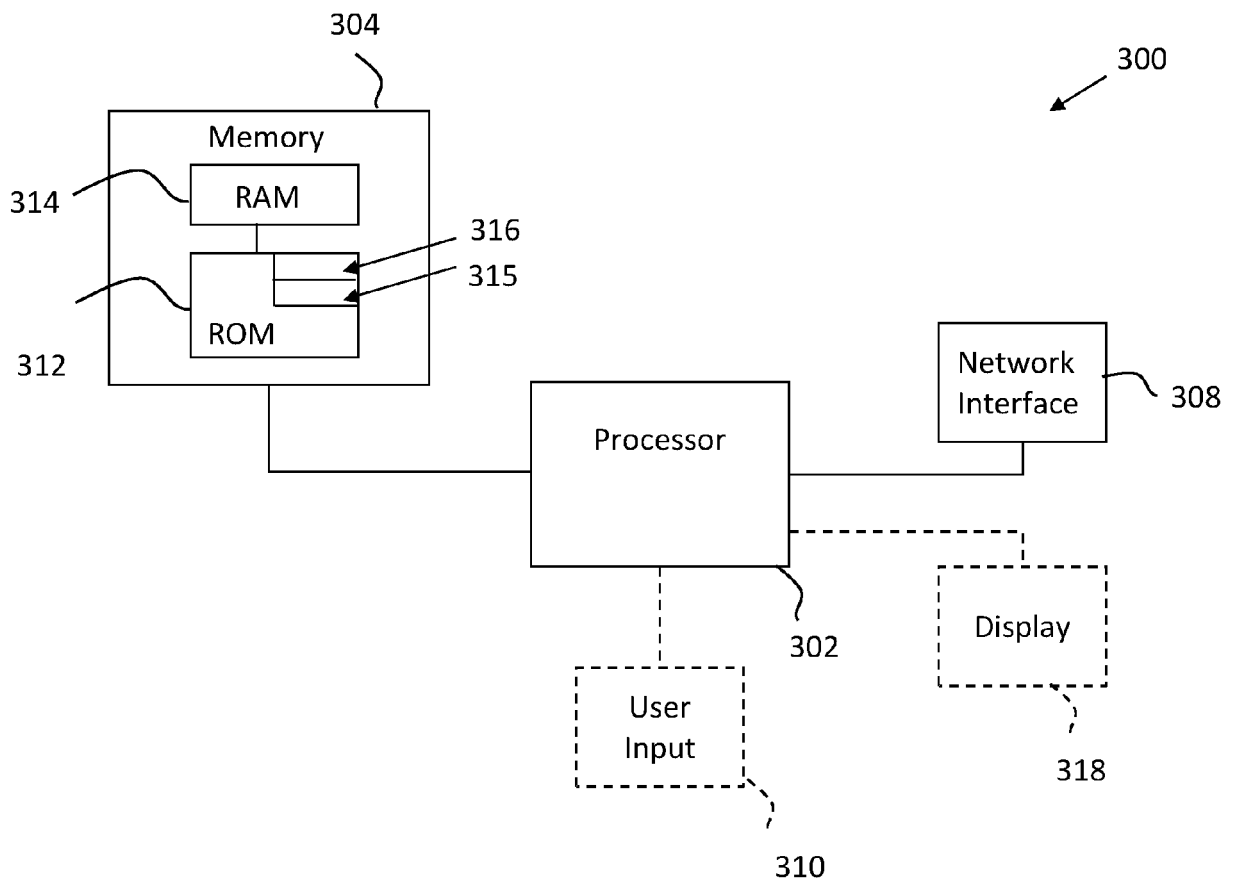 304
300
Memory
314
RAM
316
315
ROM
312
Network
Interface
308
Processor
302
Display
User
Input
318
310